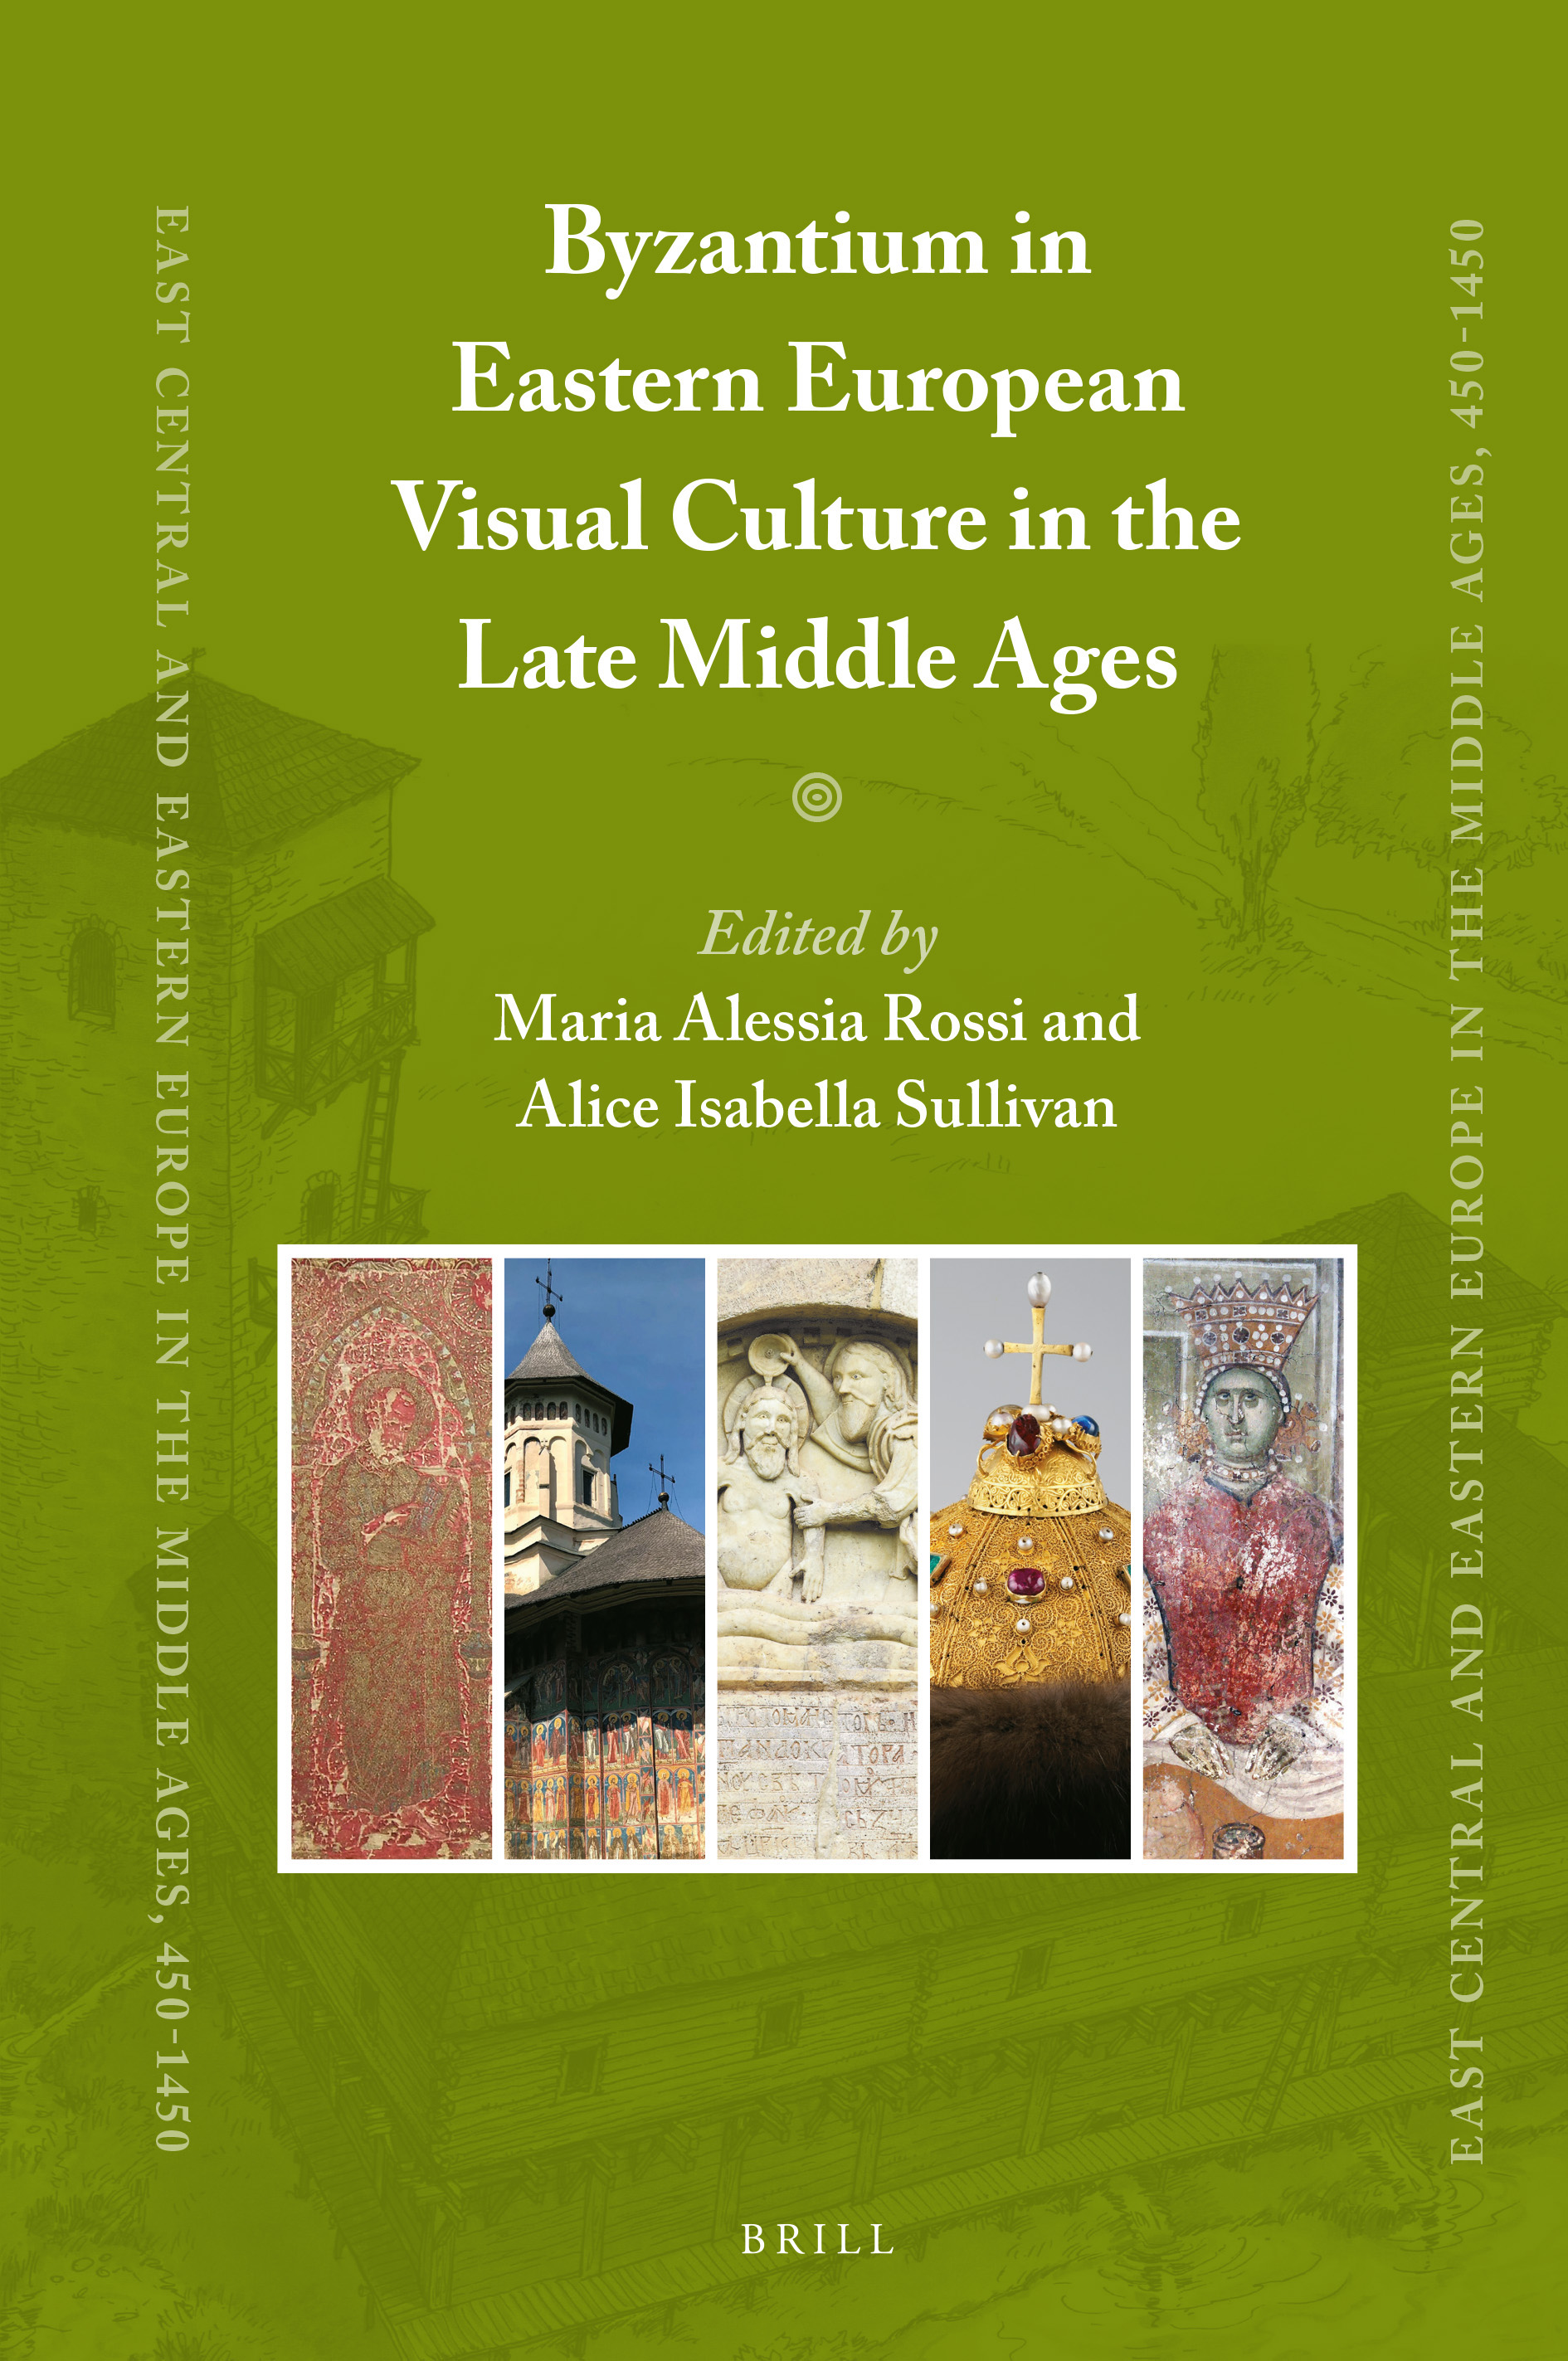 Byzantium in
Eastern European
Visual Culture in the
Late Middle Ages
Edited by
Maria Alessia Rossi and
Alice Isabella Sullivan
EAST CENTRAL AND EASTERN EUROPE IN THE MIDDLE AGES, 450-1450
EAST CENTRAL AND EASTERN EUROPE IN THE MIDDLE AGES, 450-1450
BRILL